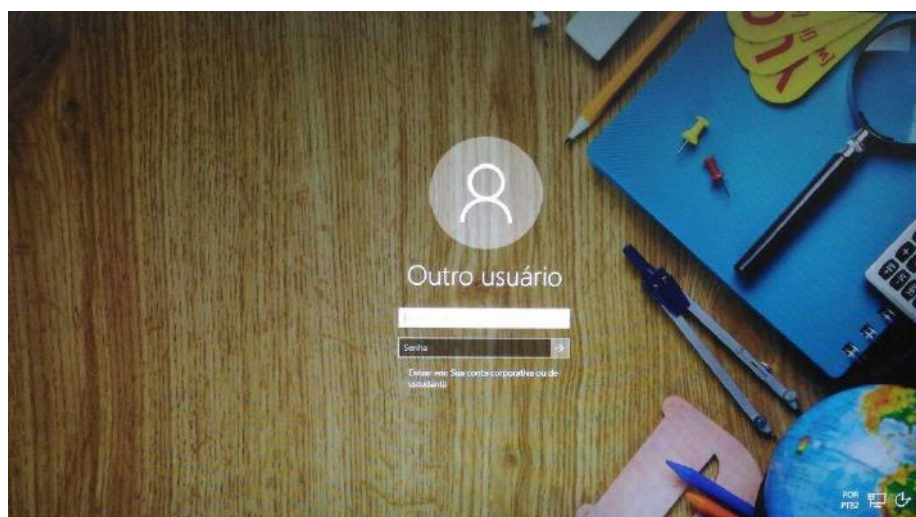 Outro usuário
Senha
Entrar em: Sua conta corporativa ou de
estudante
POR
PTB2